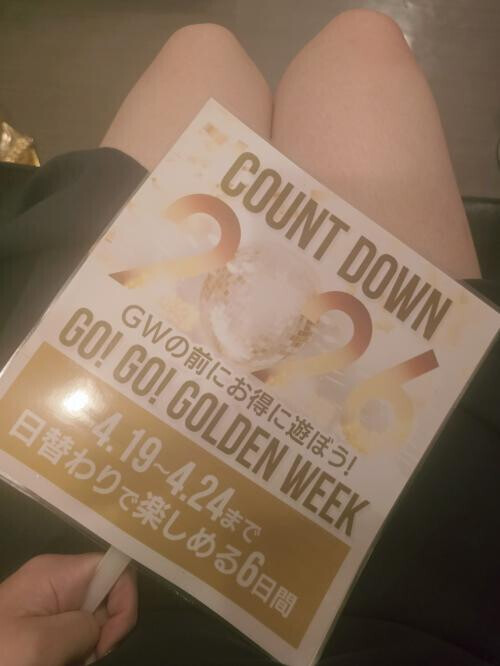 COUNT DOWN
2026
GWの前にお得に遊ぼう!
GO! GO! GOLDEN WEEK
4.19~4.24まで
日替わりで楽しめる6日間